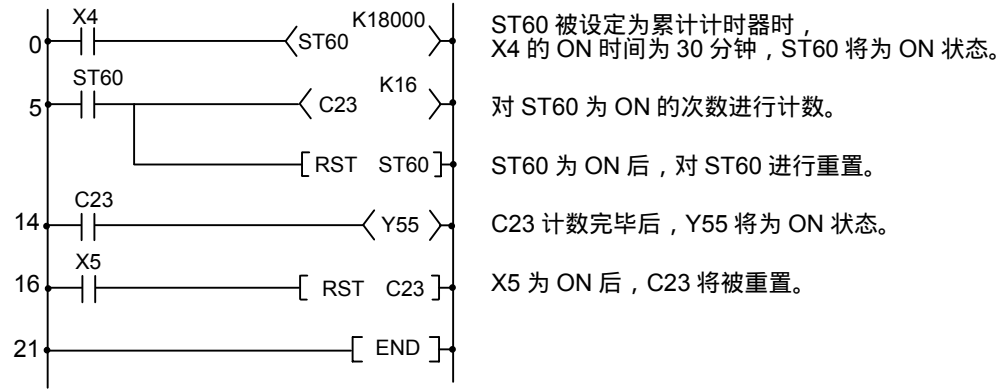 X4
K18000
0
ST60
ST60 被设定为累计计时器时，
X4 的 ON 时间为 30 分钟，ST60 将为 ON 状态。
ST60
K16
5
C23
对 ST60 为 ON 的次数进行计数。
RST ST60
ST60 为 ON 后，对 ST60 进行重置。
C23
14
Y55
C23 计数完毕后，Y55 将为 ON 状态。
X5
16
RST C23
X5 为 ON 后，C23 将被重置。
21
END